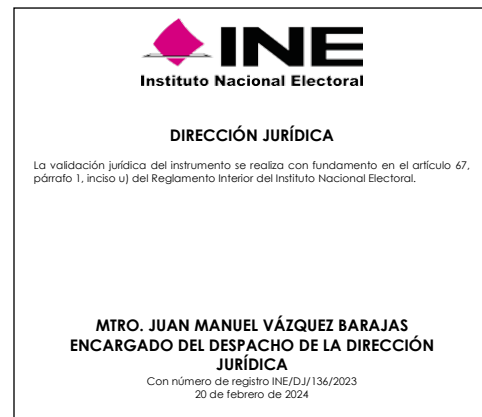 INE
Instituto Nacional Electoral
DIRECCIÓN JURÍDICA
La validación jurídica del instrumento se realiza con fundamento en el artículo 67,
párrafo 1, inciso u) del Reglamento Interior del Instituto Nacional Electoral.
MTRO. JUAN MANUEL VÁZQUEZ BARAJAS
ENCARGADO DEL DESPACHO DE LA DIRECCIÓN
JURÍDICA
Con número de registro INE/DJ/136/2023
20 de febrero de 2024